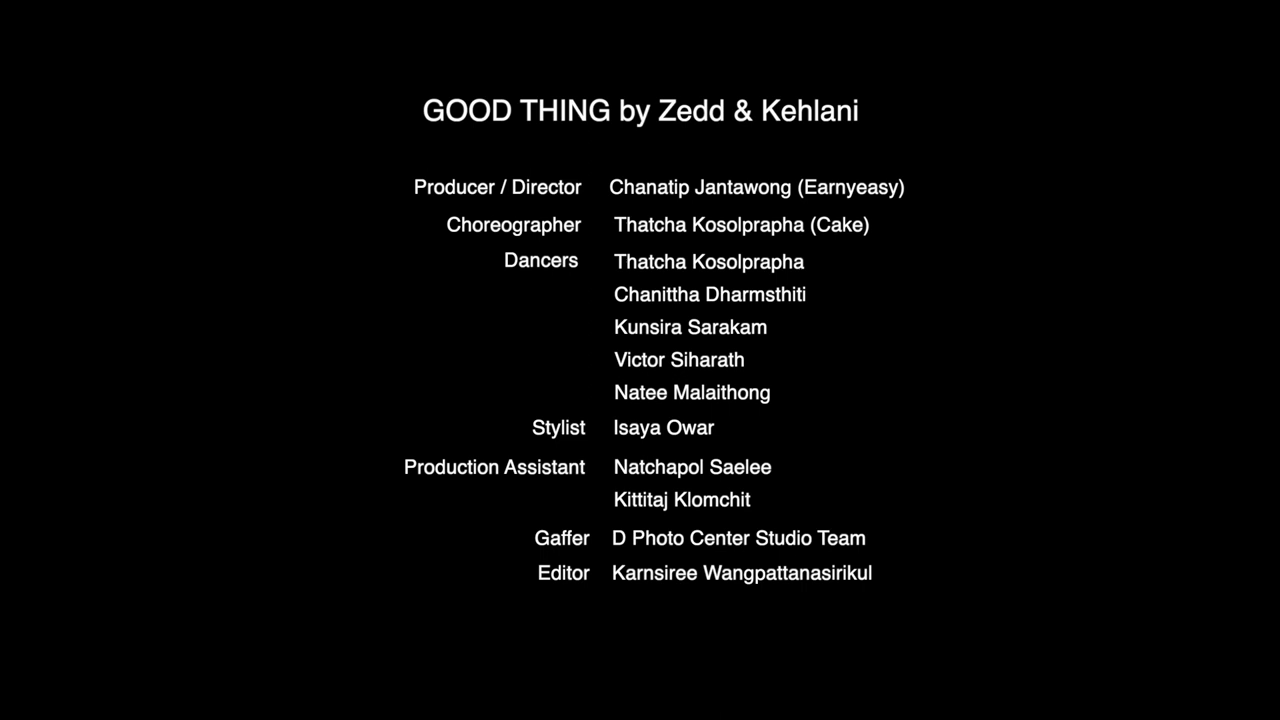 GOOD THING by Zedd & Kehlani
Producer / Director Chanatip Jantawong (Earnyeasy)
Choreographer Thatcha Kosolprapha (Cake)
Dancers Thatcha Kosolprapha
Chanittha Dharmsthiti
Kunsira Sarakam
Victor Siharath
Natee Malaithong
Stylist Isaya Owar
Production Assistant Natchapol Saelee
Kittitaj Klomchit
Gaffer D Photo Center Studio Team
Editor Karnsiree Wangpattanasirikul